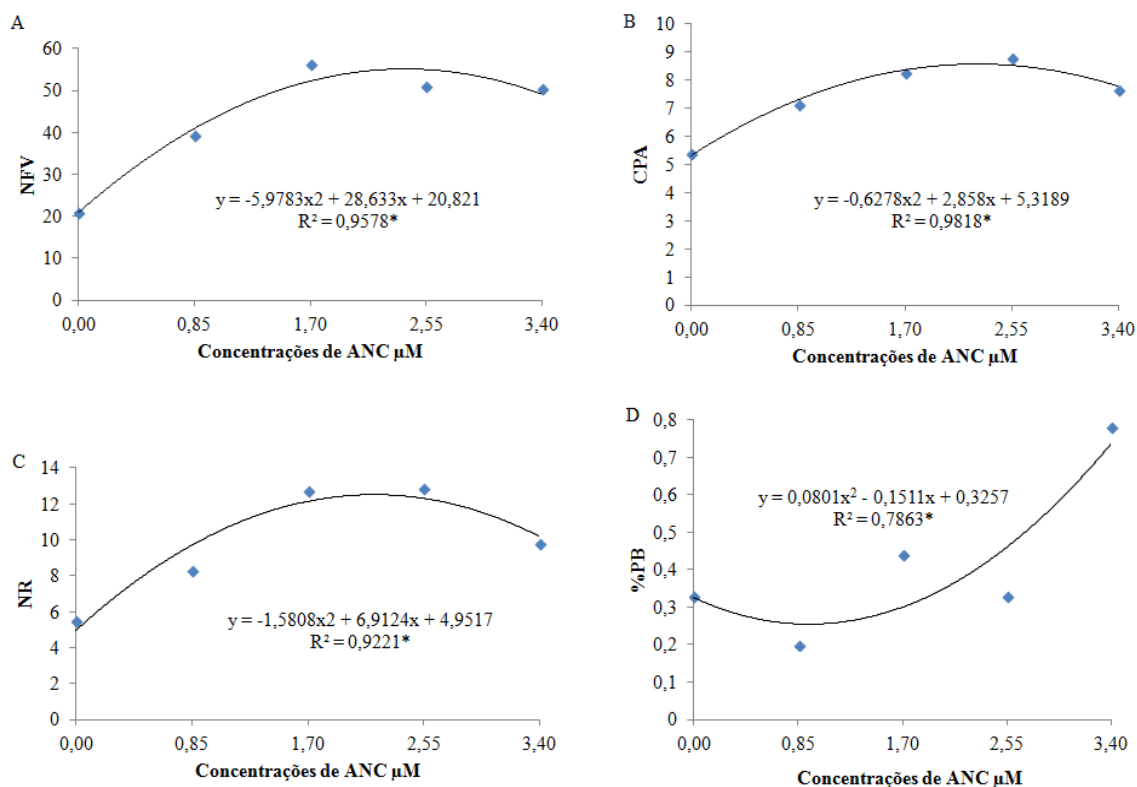 A
NFV
60
50
40
30
20
10
0
y = -5,9783x2 + 28,633x + 20,821
R² = 0,9578*
0,00 0,85 1,70 2,55 3,40
Concentrações de ANC µM
B
CPA
10
9
8
7
6
5
4
3
2
1
0
y = -0,6278x2 + 2,858x + 5,3189
R² = 0,9818*
0,00 0,85 1,70 2,55 3,40
Concentrações de ANC µM
C
NR
14
12
10
8
6
4
2
0
y = -1,5808x2 + 6,9124x + 4,9517
R² = 0,9221*
0,00 0,85 1,70 2,55 3,40
Concentrações de ANC µM
D
%PB
0,8
0,7
0,6
0,5
0,4
0,3
0,2
0,1
0
y = 0,0801x² - 0,1511x + 0,3257
R² = 0,7863*
0,00 0,85 1,70 2,55 3,40
Concentrações de ANC µM